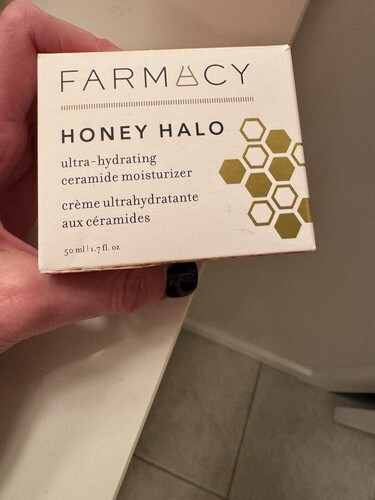 FARMACY
HONEY HALO
ultra-hydrating
ceramide moisturizer
crème ultrahydratante
aux céramides
50 ml | 1.7 fl. oz